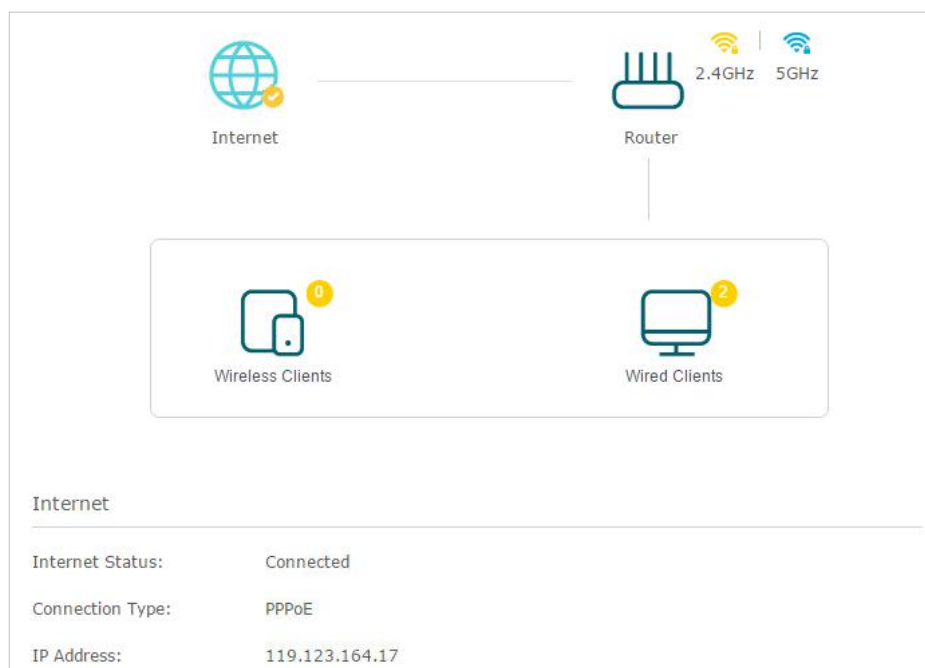 2.4GHz 5GHz
Internet
Router
0
2
Wireless Clients
Wired Clients
Internet
Internet Status: Connected
Connection Type: PPPoE
IP Address: 119.123.164.17